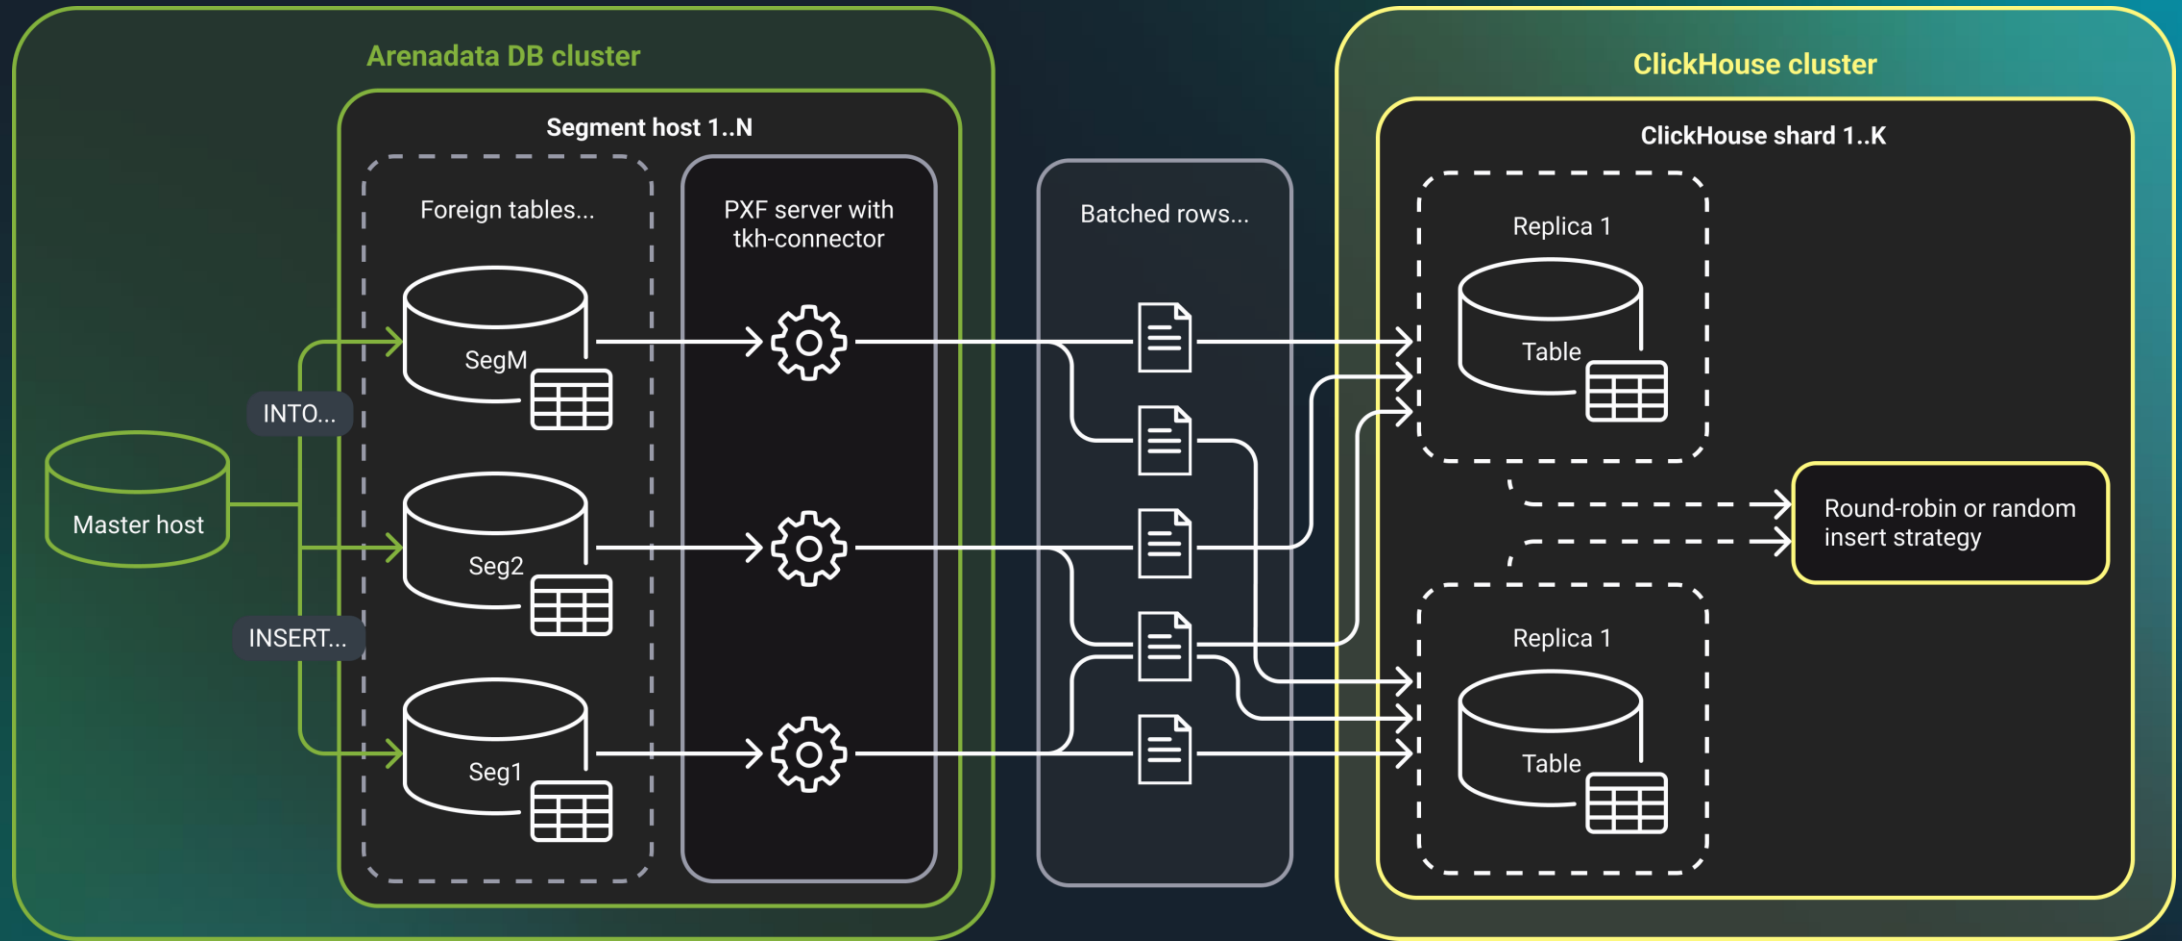 Arenadata DB cluster
Segment host 1..N
Foreign tables...
PXF server with
tkh-connector
SegM
Seg2
Seg1
INTO...
INSERT...
Master host
Batched rows...
ClickHouse cluster
ClickHouse shard 1..K
Replica 1
Table
Round-robin or random
insert strategy
Replica 1
Table